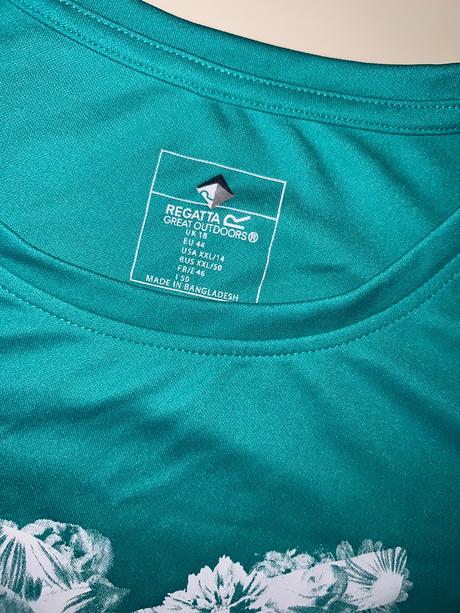 REGATTA
GREAT OUTDOORS®
UK 18
EU 44
USA XXL/14
RUS XXL/50
FR/E 46
I 50
MADE IN BANGLADESH